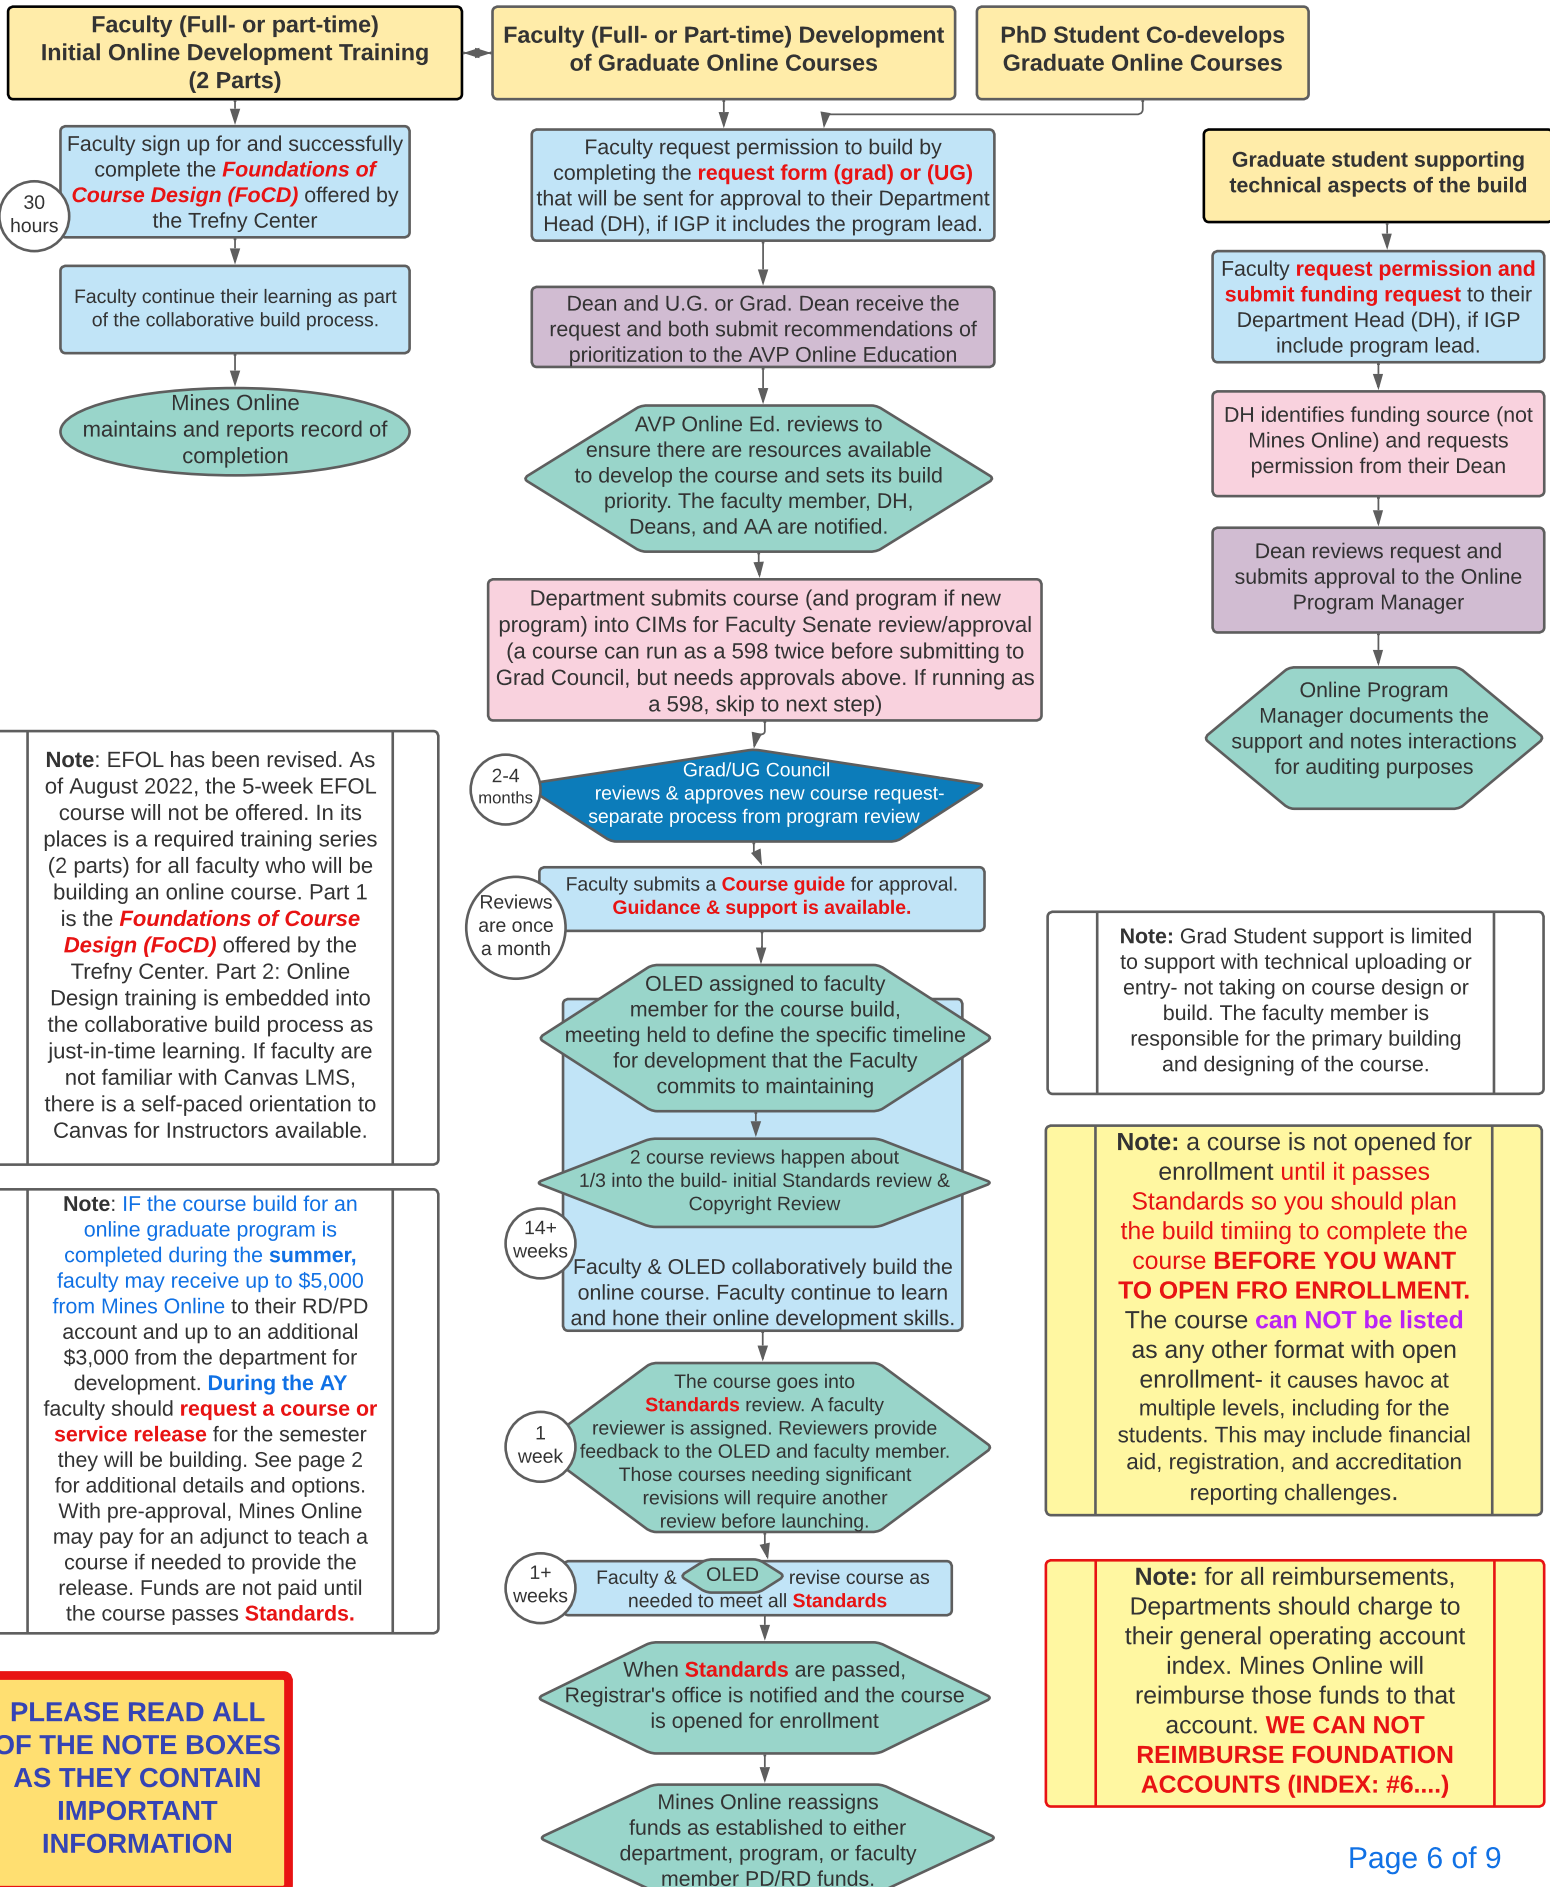 Faculty (Full- or part-time)
Initial Online Development Training
(2 Parts)
Faculty (Full- or Part-time) Development
of Graduate Online Courses
PhD Student Co-develops
Graduate Online Courses
Faculty sign up for and successfully
complete the Foundations of
Course Design (FoCD) offered by
the Trefny Center
30
hours
Faculty continue their learning as part
of the collaborative build process.
Mines Online
maintains and reports record of
completion
Faculty request permission to build by
completing the request form (grad) or (UG)
that will be sent for approval to their Department
Head (DH), if IGP it includes the program lead.
Dean and U.G. or Grad. Dean receive the
request and both submit recommendations of
prioritization to the AVP Online Education
AVP Online Ed. reviews to
ensure there are resources available
to develop the course and sets its build
priority. The faculty member, DH,
Deans, and AA are notified.
Department submits course (and program if new
program) into CIMs for Faculty Senate review/approval
(a course can run as a 598 twice before submitting to
Grad Council, but needs approvals above. If running as
a 598, skip to next step)
2-4
months
Grad/UG Council
reviews & approves new course request-
separate process from program review
Reviews
are once
a month
Faculty submits a Course guide for approval.
Guidance & support is available.
OLED assigned to faculty
member for the course build,
meeting held to define the specific timeline
for development that the Faculty
commits to maintaining
2 course reviews happen about
1/3 into the build- initial Standards review &
Copyright Review
14+
weeks
Faculty & OLED collaboratively build the
online course. Faculty continue to learn
and hone their online development skills.
1
week
The course goes into
Standards review. A faculty
reviewer is assigned. Reviewers provide
feedback to the OLED and faculty member.
Those courses needing significant
revisions will require another
review before launching.
1+
weeks
Faculty & OLED revise course as
needed to meet all Standards
When Standards are passed,
Registrar's office is notified and the course
is opened for enrollment
Mines Online reassigns
funds as established to either
department, program, or faculty
member PD/RD funds.
Graduate student supporting
technical aspects of the build
Faculty request permission and
submit funding request to their
Department Head (DH), if IGP
include program lead.
DH identifies funding source (not
Mines Online) and requests
permission from their Dean
Dean reviews request and
submits approval to the Online
Program Manager
Online Program
Manager documents the
support and notes interactions
for auditing purposes
Note: EFOL has been revised. As
of August 2022, the 5-week EFOL
course will not be offered. In its
places is a required training series
(2 parts) for all faculty who will be
building an online course. Part 1
is the Foundations of Course
Design (FoCD) offered by the
Trefny Center. Part 2: Online
Design training is embedded into
the collaborative build process as
just-in-time learning. If faculty are
not familiar with Canvas LMS,
there is a self-paced orientation to
Canvas for Instructors available.
Note: IF the course build for an
online graduate program is
completed during the summer,
faculty may receive up to $5,000
from Mines Online to their RD/PD
account and up to an additional
$3,000 from the department for
development. During the AY
faculty should request a course or
service release for the semester
they will be building. See page 2
for additional details and options.
With pre-approval, Mines Online
may pay for an adjunct to teach a
course if needed to provide the
release. Funds are not paid until
the course passes Standards.
PLEASE READ ALL
OF THE NOTE BOXES
AS THEY CONTAIN
IMPORTANT
INFORMATION
Note: Grad Student support is limited
to support with technical uploading or
entry- not taking on course design or
build. The faculty member is
responsible for the primary building
and designing of the course.
Note: a course is not opened for
enrollment until it passes
Standards so you should plan
the build timiing to complete the
course BEFORE YOU WANT
TO OPEN FRO ENROLLMENT.
The course can NOT be listed
as any other format with open
enrollment- it causes havoc at
multiple levels, including for the
students. This may include financial
aid, registration, and accreditation
reporting challenges.
Note: for all reimbursements,
Departments should charge to
their general operating account
index. Mines Online will
reimburse those funds to that
account. WE CAN NOT
REIMBURSE FOUNDATION
ACCOUNTS (INDEX: #6....)
Page 6 of 9